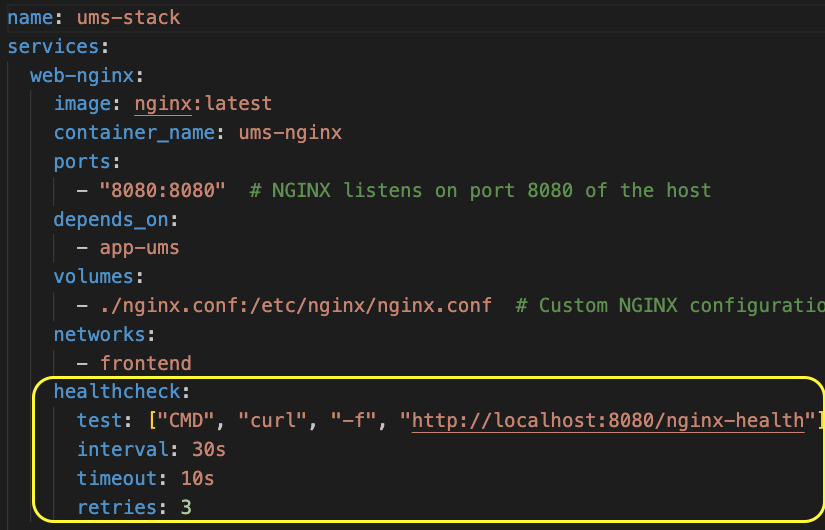 name: ums-stack
services:
  web-nginx:
    image: nginx:latest
    container_name: ums-nginx
    ports:
      - "8080:8080"  # NGINX listens on port 8080 of the host
    depends_on:
      - app-ums
    volumes:
      - ./nginx.conf:/etc/nginx/nginx.conf  # Custom NGINX configuratio
    networks:
      - frontend
    healthcheck:
      test: ["CMD", "curl", "-f", "http://localhost:8080/nginx-health"]
      interval: 30s
      timeout: 10s
      retries: 3